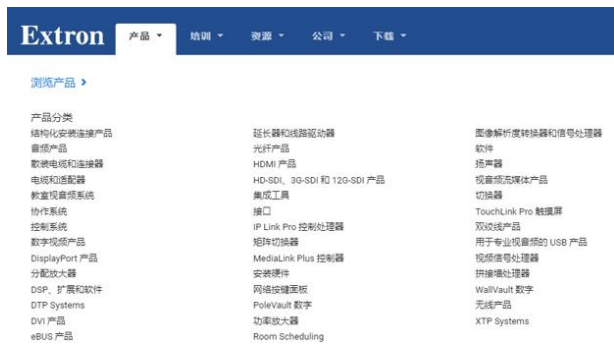 Extron 产品 培训 资源 公司 下载
浏览产品
产品分类
结构化安装连接产品
音频产品
散装电缆和连接器
电缆和适配器
教室视音频系统
协作系统
控制系统
数字视频产品
DisplayPort 产品
分配放大器
DSP、扩展和软件
DTP Systems
DVI 产品
eBUS 产品
延长器和线路驱动器
光纤产品
HDMI 产品
HD-SDI、3G-SDI 和 12G-SDI 产品
集成工具
接口
IP Link Pro 控制处理器
矩阵切换器
MediaLink Plus 控制器
安装硬件
网络按键面板
PoleVault 数字
功率放大器
Room Scheduling
图像解析度转换器和信号处理器
软件
扬声器
视音频流媒体产品
切换器
TouchLink Pro 触摸屏
双绞线产品
用于专业视音频的 USB 产品
视频信号处理器
拼接墙处理器
WallVault 数字
无线产品
XTP Systems